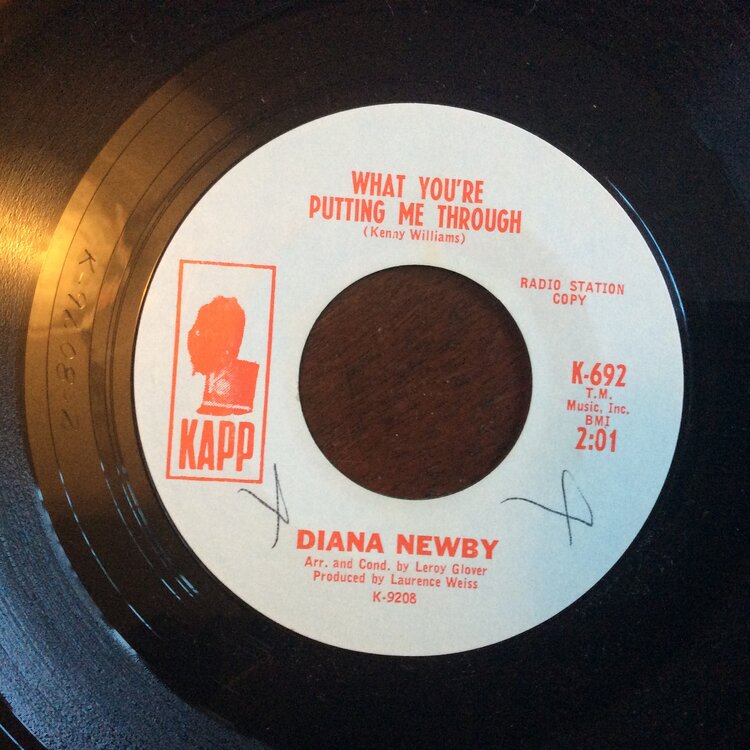 WHAT YOU'RE
PUTTING ME THROUGH
(Kenny Williams)
RADIO STATION
COPY
KAPP
K-692
T.M.
Music, Inc.
BMI
2:01
X
X
DIANA NEWBY
Arr. and Cond. by Leroy Glover
Produced by Laurence Weiss
K-9208
K-9208